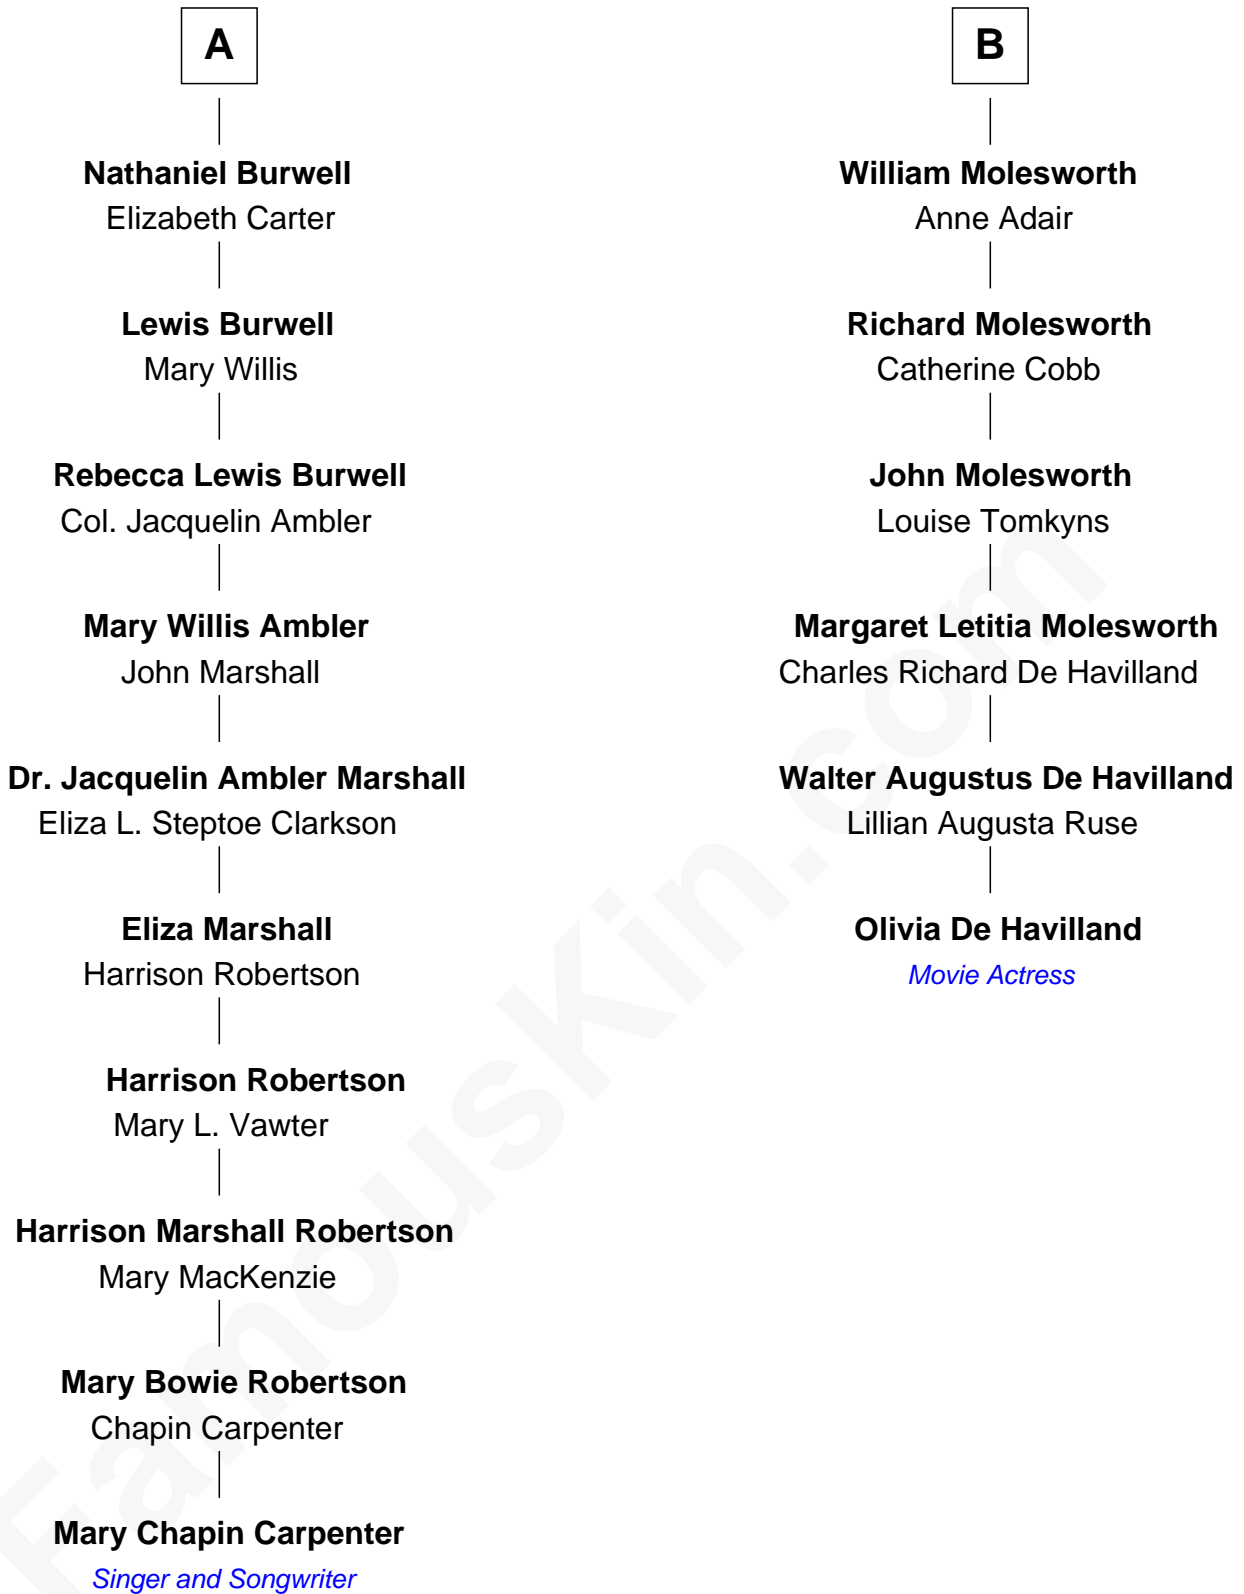 A
Nathaniel Burwell
Elizabeth Carter
Lewis Burwell
Mary Willis
Rebecca Lewis Burwell
Col. Jacquelin Ambler
Mary Willis Ambler
John Marshall
Dr. Jacquelin Ambler Marshall
Eliza L. Steptoe Clarkson
Eliza Marshall
Harrison Robertson
Harrison Robertson
Mary L. Vawter
Harrison Marshall Robertson
Mary MacKenzie
Mary Bowie Robertson
Chapin Carpenter
Mary Chapin Carpenter
Singer and Songwriter
B
William Molesworth
Anne Adair
Richard Molesworth
Catherine Cobb
John Molesworth
Louise Tomkyns
Margaret Letitia Molesworth
Charles Richard De Havilland
Walter Augustus De Havilland
Lillian Augusta Ruse
Olivia De Havilland
Movie Actress
FamousKin.com